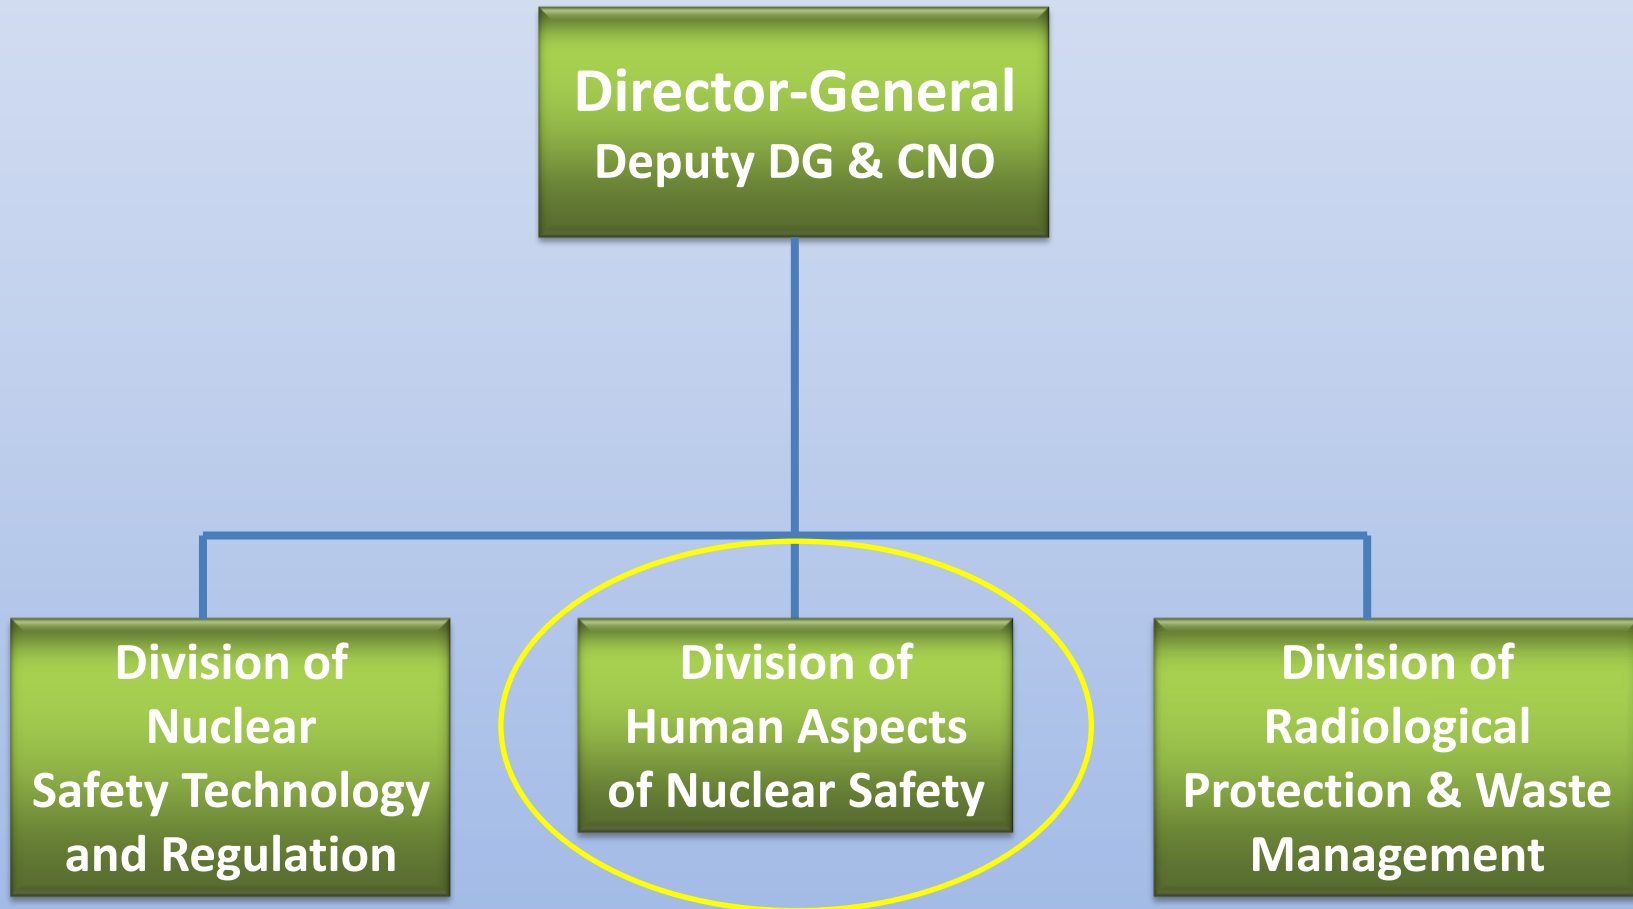 Director-General
Deputy DG & CNO
Division of
Nuclear
Safety Technology
and Regulation
Division of
Human Aspects
of Nuclear Safety
Division of
Radiological
Protection & Waste
Management